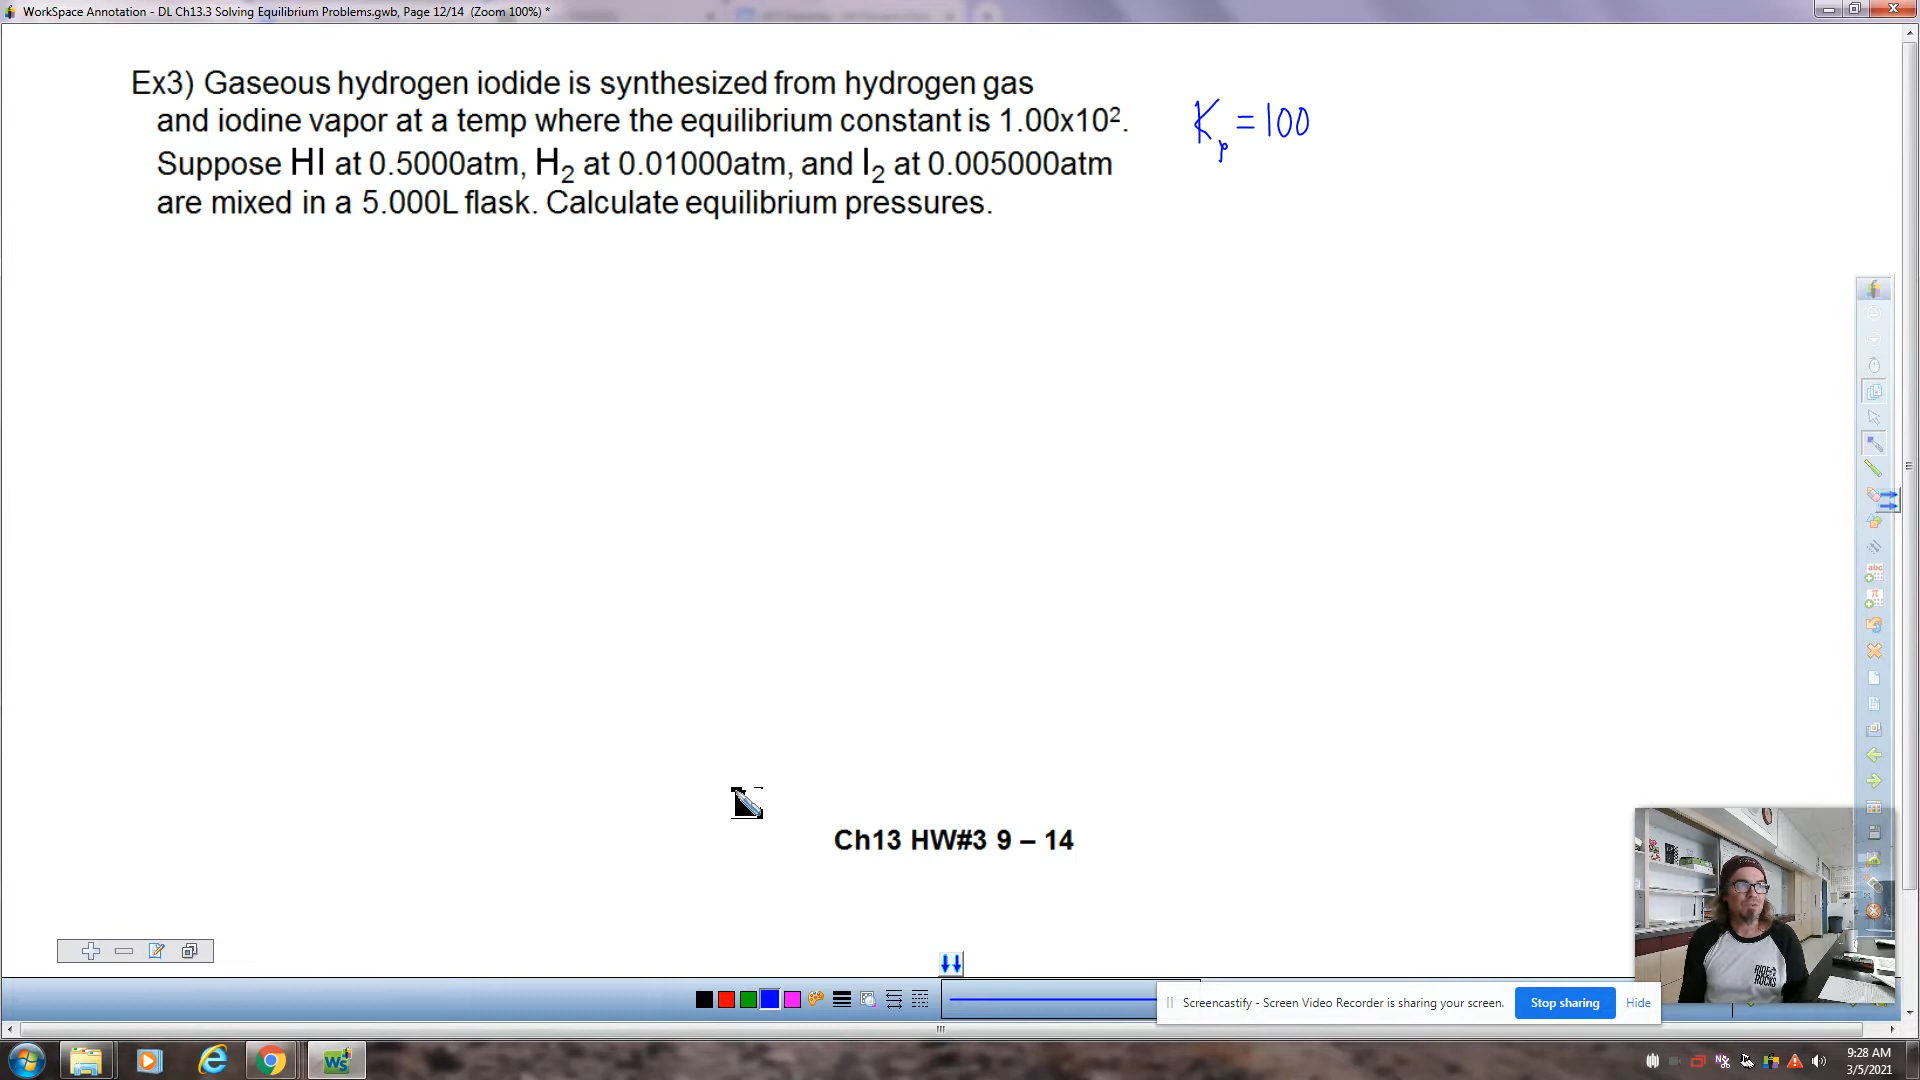 WorkSpace Annotation - DL Ch13.3 Solving Equilibrium Problems.gwb, Page 12/14 (Zoom 100%) *
Ex3) Gaseous hydrogen iodide is synthesized from hydrogen gas
and iodine vapor at a temp where the equilibrium constant is 1.00x10².
Suppose HI at 0.5000atm, H₂ at 0.01000atm, and I₂ at 0.005000atm
are mixed in a 5.000L flask. Calculate equilibrium pressures.
Kₚ = 100
abc
π
Ch13 HW#3 9 – 14
RIDE
ROCKS
Screencastify - Screen Video Recorder is sharing your screen.
Stop sharing
Hide
WS
9:28 AM
3/5/2021